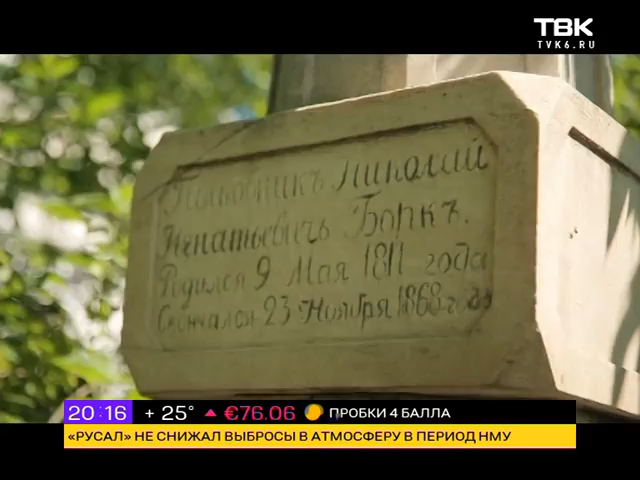 ТВК
TVK6.RU
Полковникъ Николай
Игнатьевичъ Боркъ.
Родился 9 Мая 1811 года
Скончался 23 Ноября 1868 года
20:16 + 25° ▲ €76.06 ПРОБКИ 4 БАЛЛА
«РУСАЛ» НЕ СНИЖАЛ ВЫБРОСЫ В АТМОСФЕРУ В ПЕРИОД НМУ